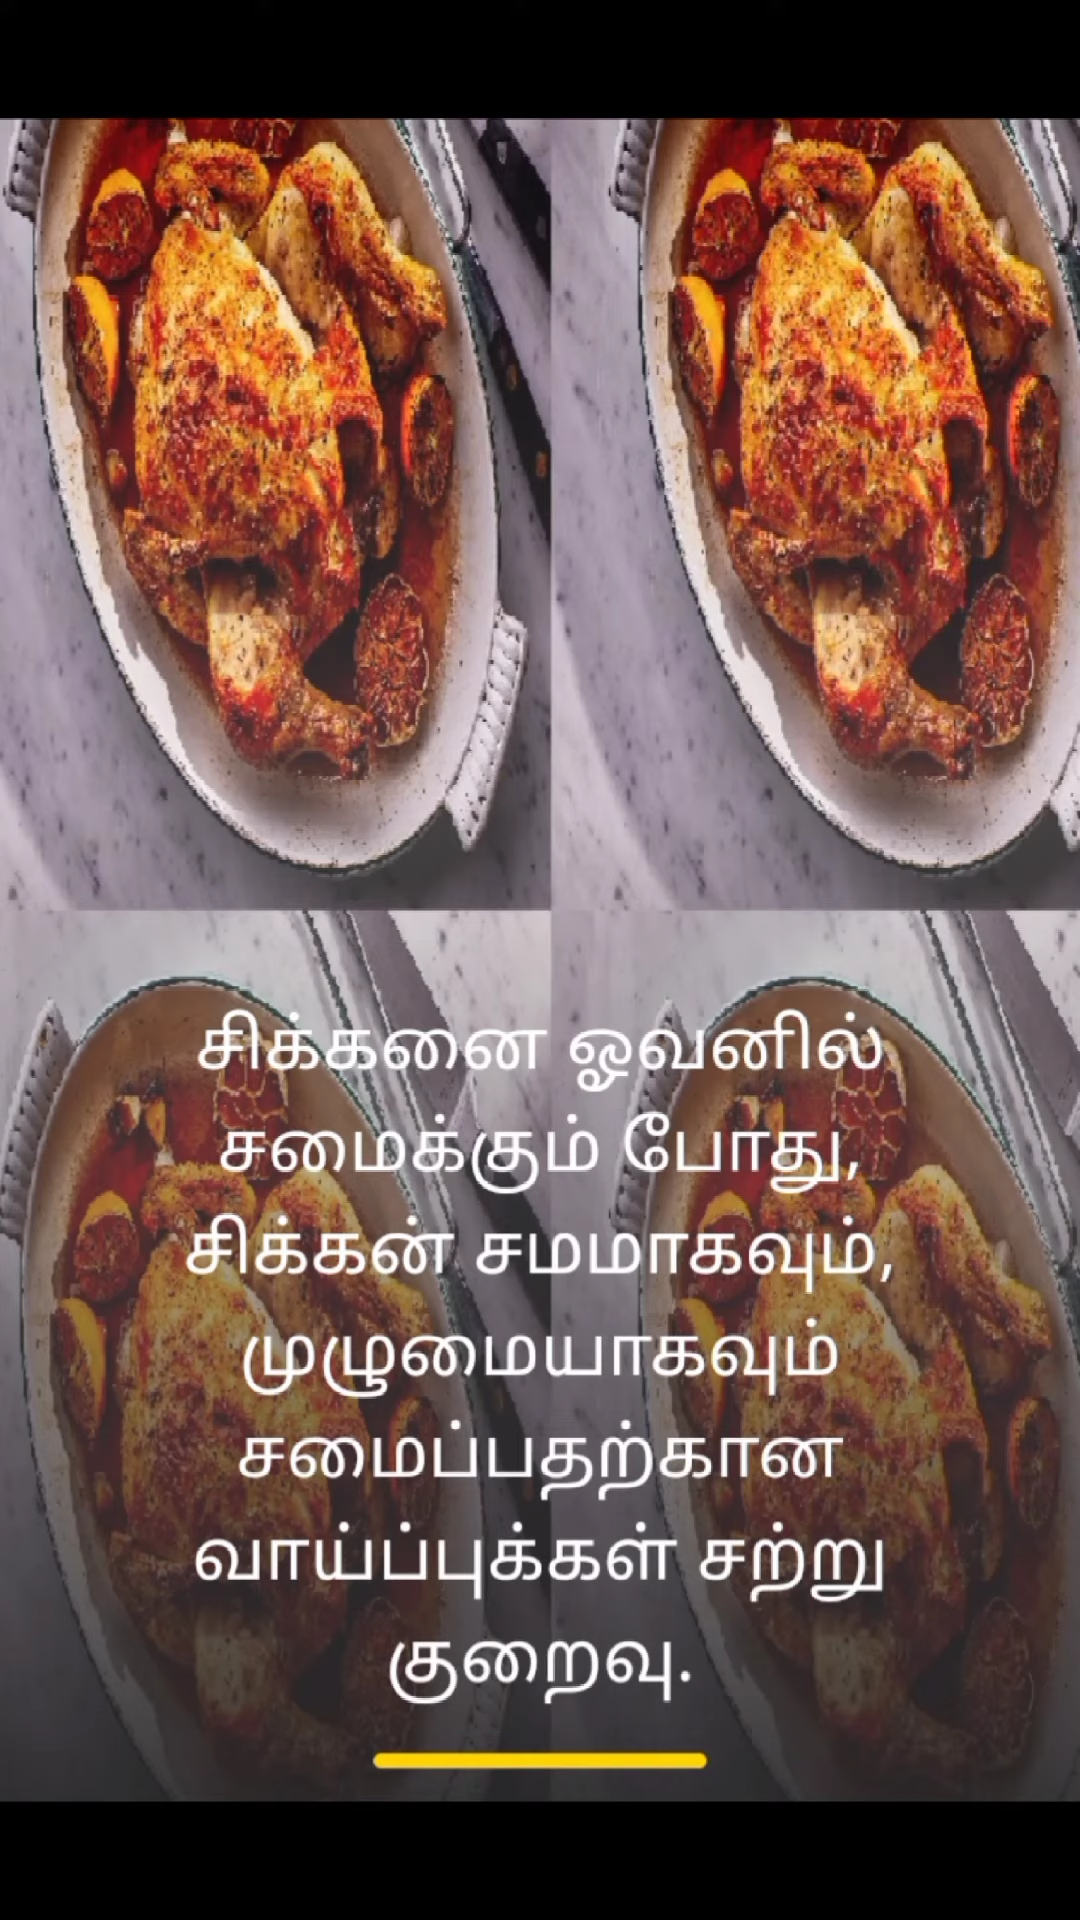 சிக்கனை ஓவனில்
சமைக்கும் போது,
சிக்கன் சமமாகவும்,
முழுமையாகவும்
சமைப்பதற்கான
வாய்ப்புக்கள் சற்று
குறைவு.